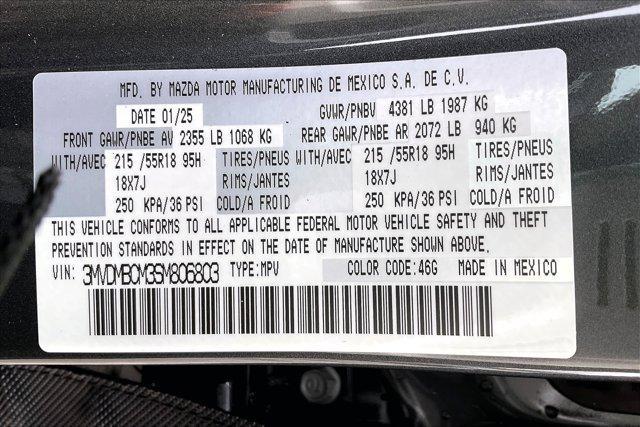 MFD. BY MAZDA MOTOR MANUFACTURING DE MEXICO S.A. DE C.V.
DATE 01/25 GVWR/PNBV 4381 LB 1987 KG
FRONT GAWR/PNBE AV 2355 LB 1068 KG REAR GAWR/PNBE AR 2072 LB 940 KG
WITH/AVEC 215 /55R18 95H TIRES/PNEUS WITH/AVEC 215 /55R18 95H TIRES/PNEUS
18X7J RIMS/JANTES 18X7J RIMS/JANTES
250 KPA/36 PSI COLD/A FROID 250 KPA/36 PSI COLD/A FROID
THIS VEHICLE CONFORMS TO ALL APPLICABLE FEDERAL MOTOR VEHICLE SAFETY AND THEFT
PREVENTION STANDARDS IN EFFECT ON THE DATE OF MANUFACTURE SHOWN ABOVE.
VIN: 3MVDMBCM3SM806803 TYPE:MPV COLOR CODE:46G MADE IN MEXICO